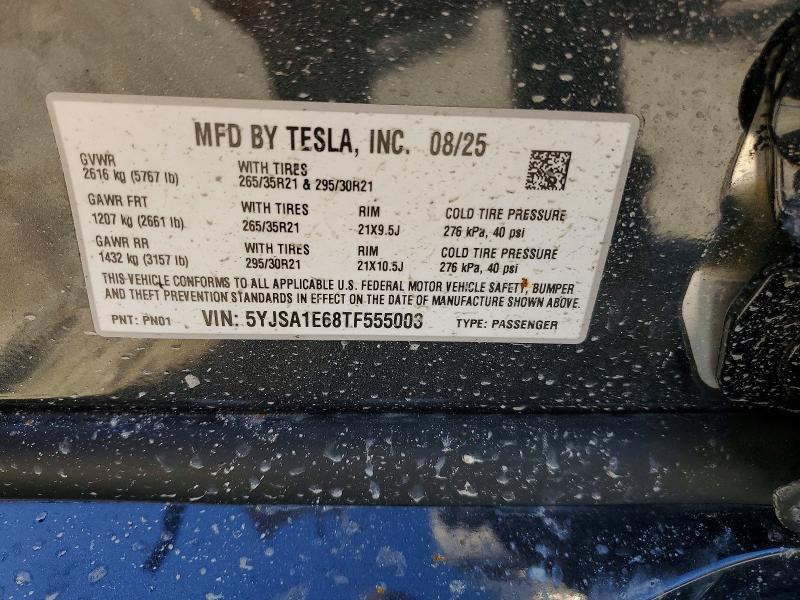 MFD BY TESLA, INC. 08/25
GVWR
2616 kg (5767 lb)
WITH TIRES
265/35R21 & 295/30R21
GAWR FRT
1207 kg (2661 lb)
WITH TIRES
265/35R21
RIM
21X9.5J
COLD TIRE PRESSURE
276 kPa, 40 psi
GAWR RR
1432 kg (3157 lb)
WITH TIRES
295/30R21
RIM
21X10.5J
COLD TIRE PRESSURE
276 kPa, 40 psi
THIS VEHICLE CONFORMS TO ALL APPLICABLE U.S. FEDERAL MOTOR VEHICLE SAFETY, BUMPER
AND THEFT PREVENTION STANDARDS IN EFFECT ON THE DATE OF MANUFACTURE SHOWN ABOVE.
PNT: PN01 VIN: 5YJSA1E68TF555003 TYPE: PASSENGER